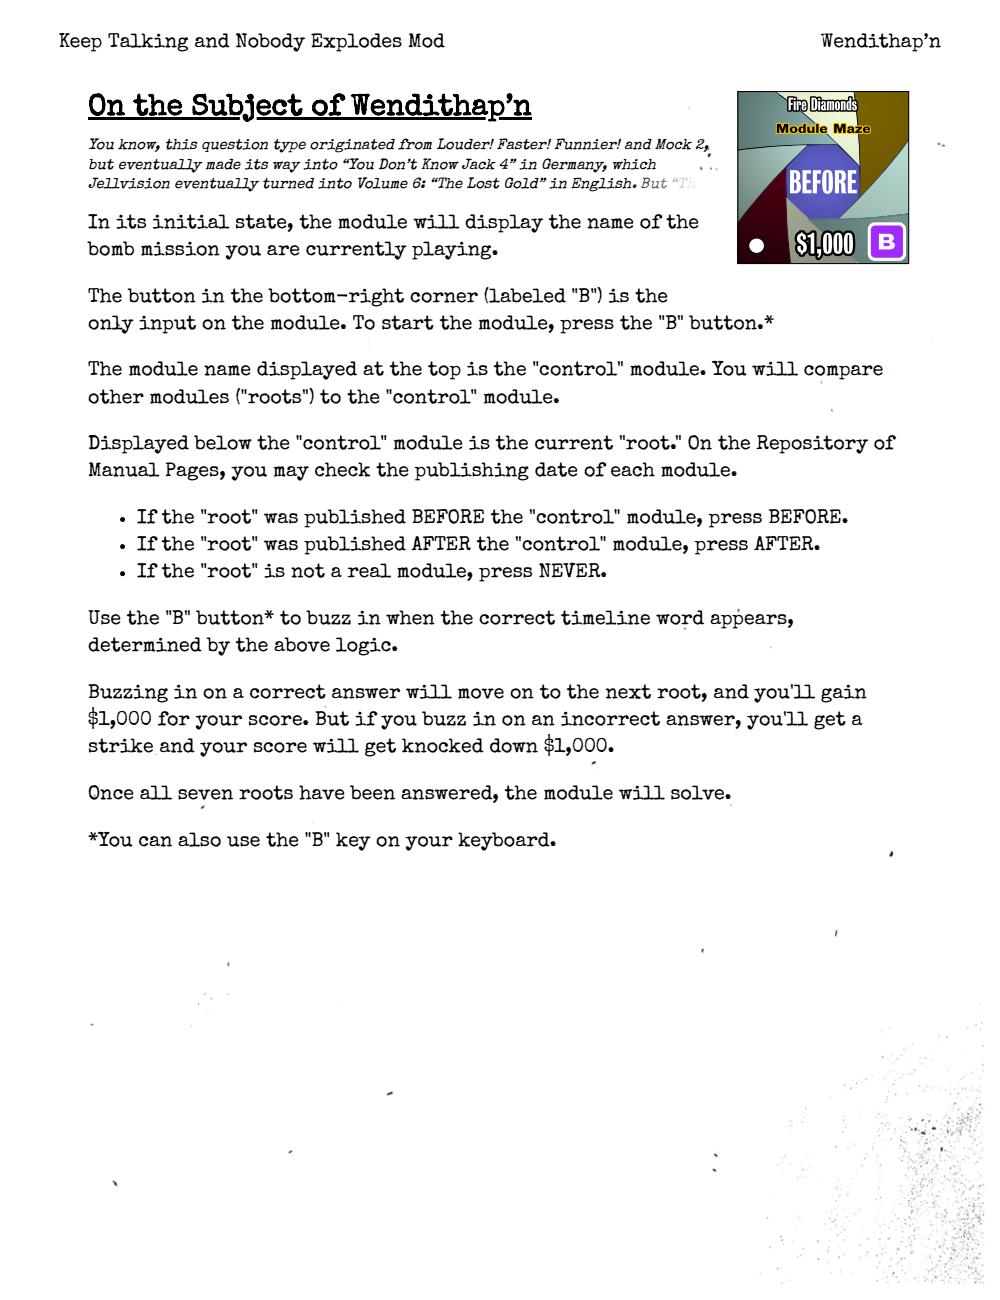 Keep Talking and Nobody Explodes Mod
Wendithap’n
On the Subject of Wendithap’n
Fire Diamonds
Module Maze
BEFORE
$1,000
B
You know, this question type originated from Louder! Faster! Funnier! and Mock 2,
but eventually made its way into “You Don’t Know Jack 4” in Germany, which
Jellvision eventually turned into Volume 6: “The Lost Gold” in English. But “Th
In its initial state, the module will display the name of the
bomb mission you are currently playing.
The button in the bottom-right corner (labeled "B") is the
only input on the module. To start the module, press the "B" button.*
The module name displayed at the top is the "control" module. You will compare
other modules ("roots") to the "control" module.
Displayed below the "control" module is the current "root." On the Repository of
Manual Pages, you may check the publishing date of each module.
• If the "root" was published BEFORE the "control" module, press BEFORE.
• If the "root" was published AFTER the "control" module, press AFTER.
• If the "root" is not a real module, press NEVER.
Use the "B" button* to buzz in when the correct timeline word appears,
determined by the above logic.
Buzzing in on a correct answer will move on to the next root, and you'll gain
$1,000 for your score. But if you buzz in on an incorrect answer, you'll get a
strike and your score will get knocked down $1,000.
Once all seven roots have been answered, the module will solve.
*You can also use the "B" key on your keyboard.